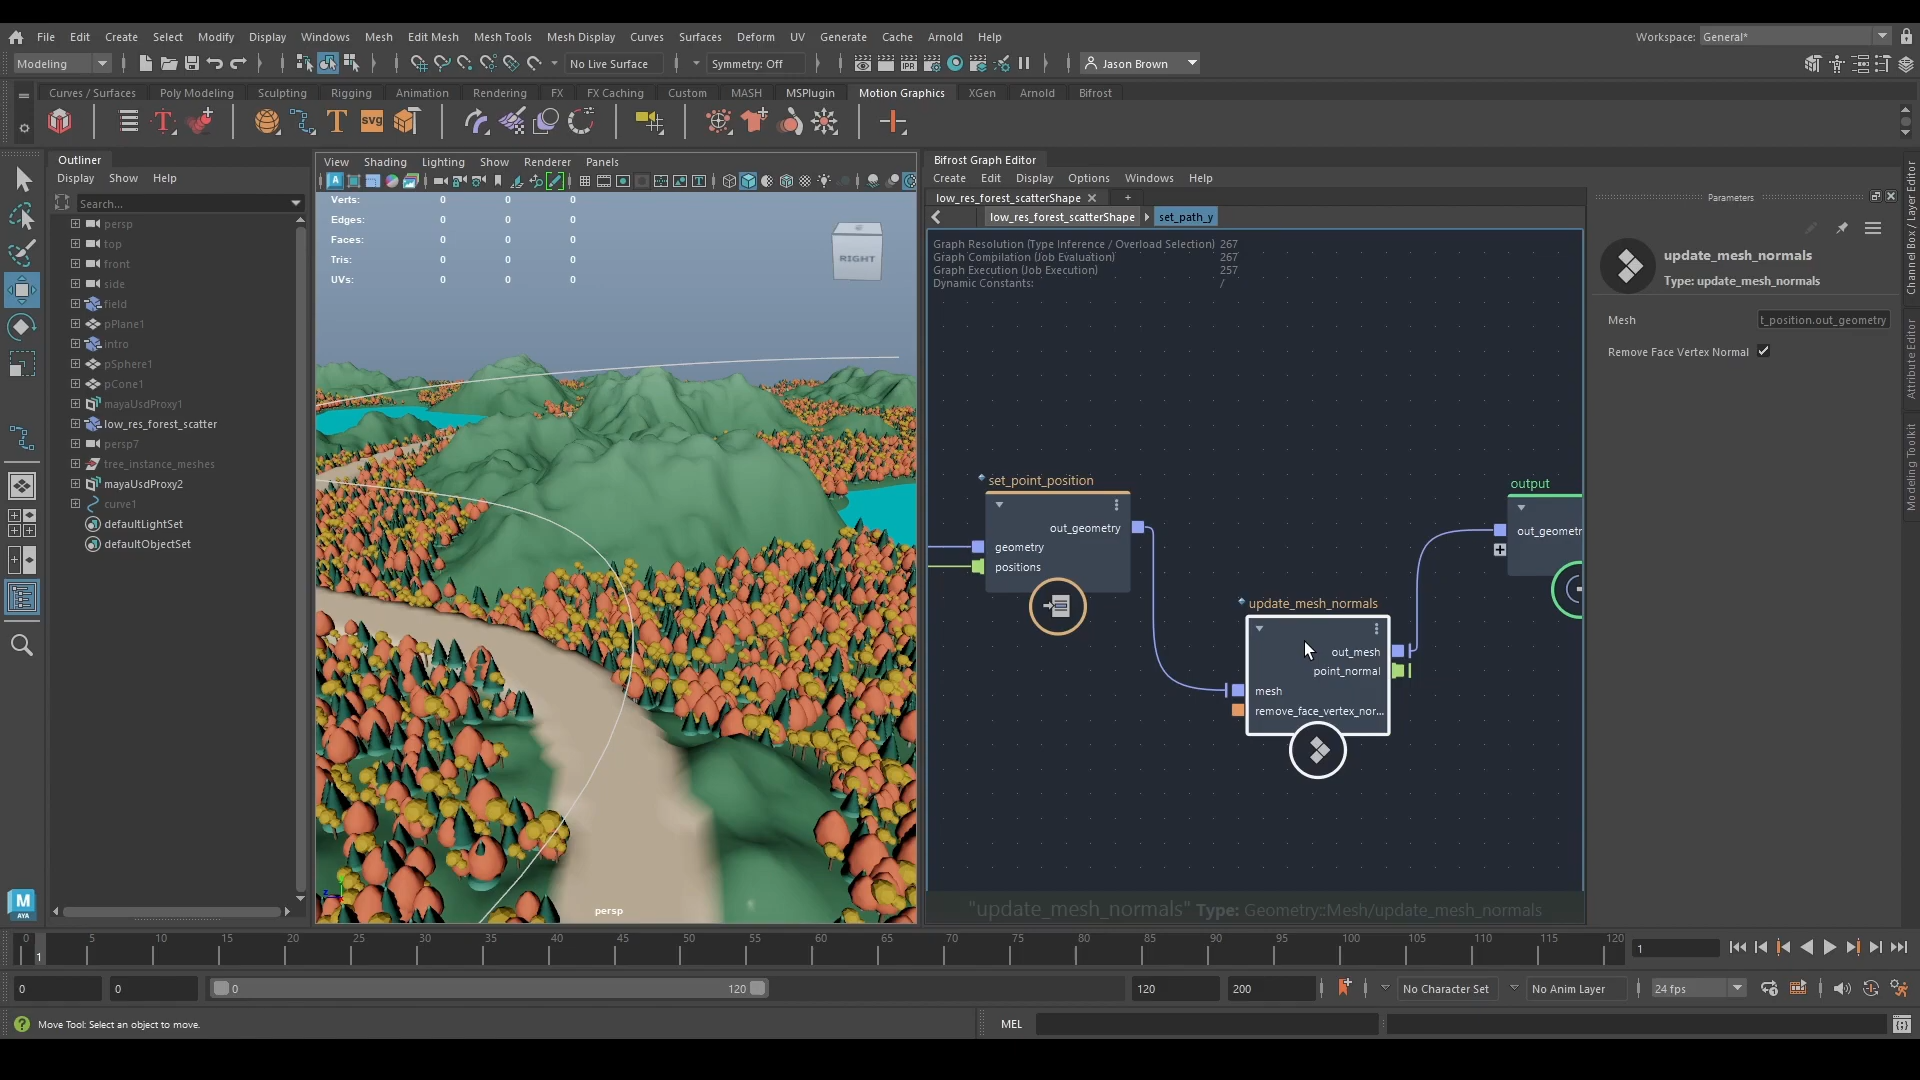 File Edit Create Select Modify Display Windows Mesh Edit Mesh Mesh Tools Mesh Display Curves Surfaces Deform UV Generate Cache Arnold Help Workspace: General*
Modeling No Live Surface Symmetry: Off Jason Brown
Curves / Surfaces Poly Modeling Sculpting Rigging Animation Rendering FX FX Caching Custom MASH MSPlugin Motion Graphics XGen Arnold Bifrost
T T svg
IPR
Outliner
Display Show Help
Search...
persp
top
front
side
field
pPlane1
intro
pSphere1
pCone1
mayaUsdProxy1
low_res_forest_scatter
persp7
tree_instance_meshes
mayaUsdProxy2
curve1
defaultLightSet
defaultObjectSet
M
AYA
View Shading Lighting Show Renderer Panels
Verts: 0 0 0
Edges: 0 0 0
Faces: 0 0 0
Tris: 0 0 0
UVs: 0 0 0
RIGHT
persp
Bifrost Graph Editor
Create Edit Display Options Windows Help
low_res_forest_scatterShape
low_res_forest_scatterShape set_path_y
Graph Resolution (Type Inference / Overload Selection) 267
Graph Compilation (Job Evaluation) 267
Graph Execution (Job Execution) 257
Dynamic Constants: /
set_point_position
out_geometry
geometry
positions
update_mesh_normals
out_mesh
point_normal
mesh
remove_face_vertex_nor...
output
out_geometr
"update_mesh_normals" Type: Geometry::Mesh/update_mesh_normals
Parameters
update_mesh_normals
Type: update_mesh_normals
Mesh t_position.out_geometry
Remove Face Vertex Normal
Channel Box / Layer Editor
Attribute Editor
Modeling Toolkit
0 5 10 15 20 25 30 35 40 45 50 55 60 65 70 75 80 85 90 95 100 105 110 115 120
1 1
0 0 0 120 120 200 No Character Set No Anim Layer 24 fps
Move Tool: Select an object to move. MEL